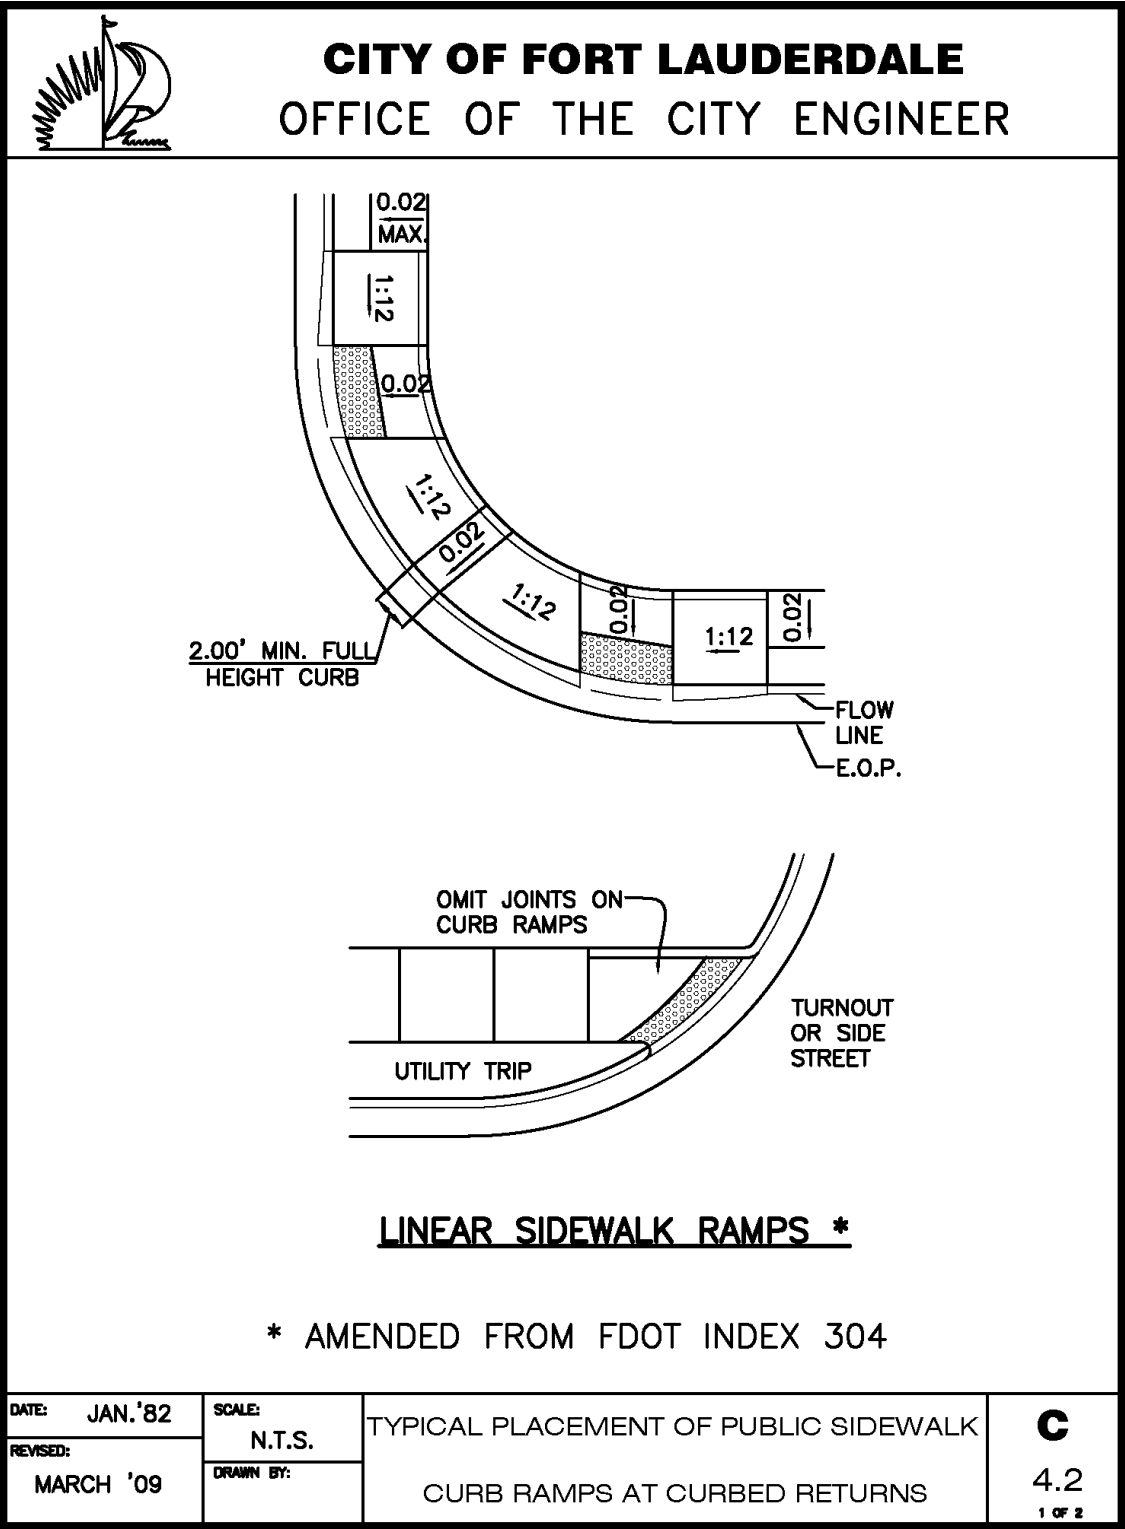 CITY OF FORT LAUDERDALE
OFFICE OF THE CITY ENGINEER
0.02
MAX.
1:12
0.02
1:12
0.02
1:12
0.02
1:12
0.02
2.00' MIN. FULL
HEIGHT CURB
FLOW
LINE
E.O.P.
OMIT JOINTS ON
CURB RAMPS
TURNOUT
OR SIDE
STREET
UTILITY TRIP
LINEAR SIDEWALK RAMPS *
* AMENDED FROM FDOT INDEX 304
DATE: JAN.'82
REVISED:
MARCH '09
SCALE:
N.T.S.
DRAWN BY:
TYPICAL PLACEMENT OF PUBLIC SIDEWALK
CURB RAMPS AT CURBED RETURNS
C
4.2
1 OF 2